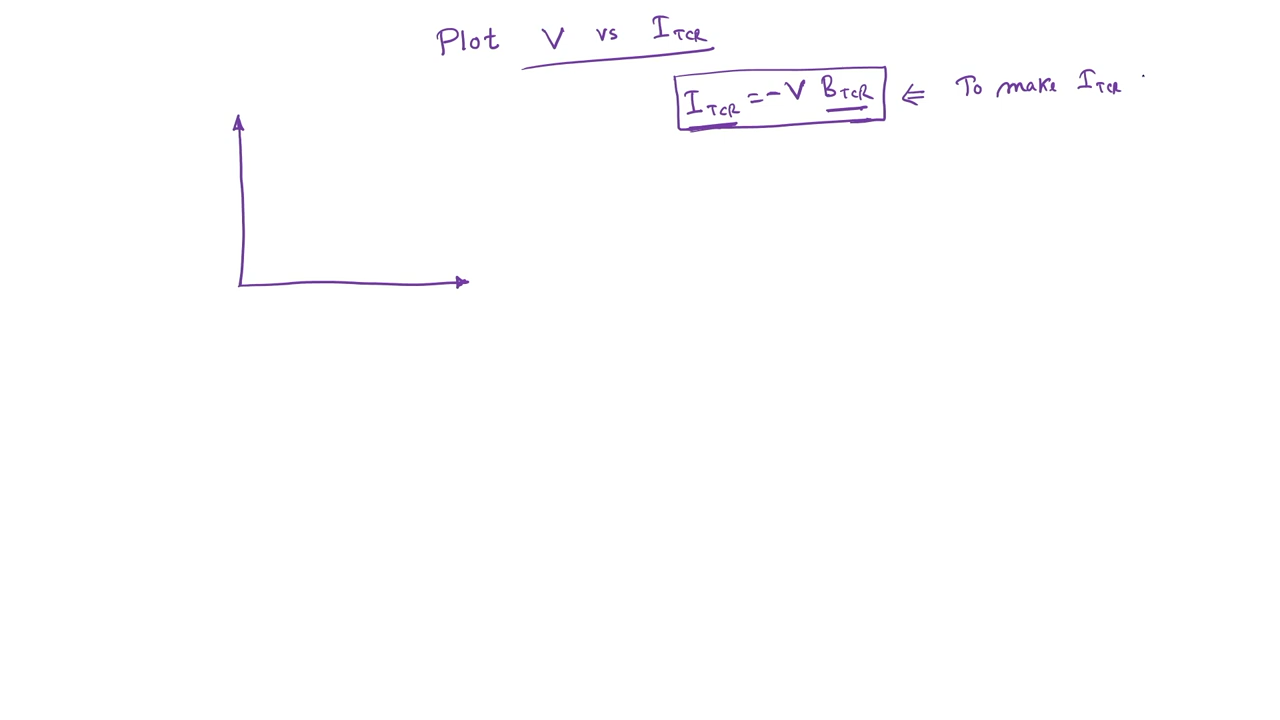 Plot V vs I_TCR
I_TCR = -V B_TCR ⇐ To make I_TCR